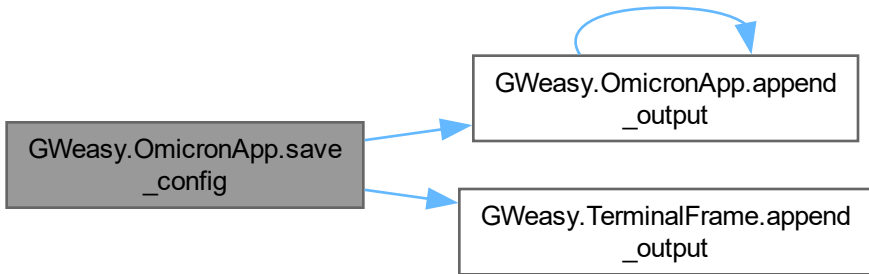 GWeasy.OmicronApp.save
_config
GWeasy.OmicronApp.append
_output
GWeasy.TerminalFrame.append
_output